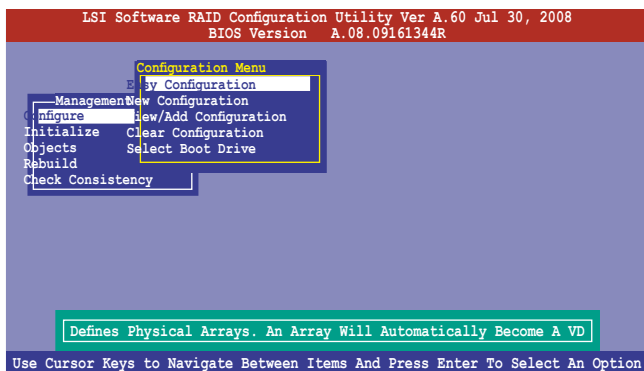 LSI Software RAID Configuration Utility Ver A.60 Jul 30, 2008
BIOS Version A.08.09161344R
Configuration Menu
Easy Configuration
New Configuration
View/Add Configuration
Clear Configuration
Select Boot Drive
Management
Configure
Initialize
Objects
Rebuild
Check Consistency
Defines Physical Arrays. An Array Will Automatically Become A VD
Use Cursor Keys to Navigate Between Items And Press Enter To Select An Option